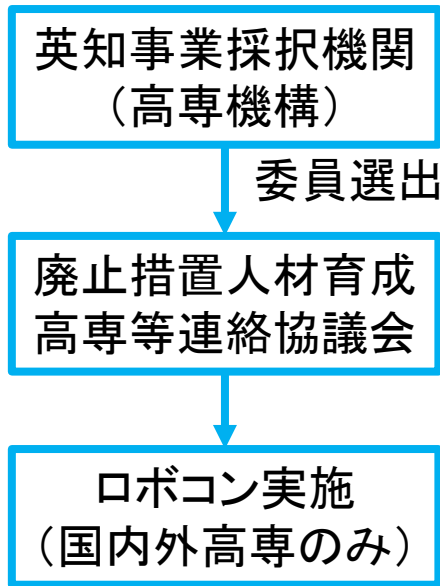 英知事業採択機関
（高専機構）
委員選出
廃止措置人材育成
高専等連絡協議会
ロボコン実施
（国内外高専のみ）